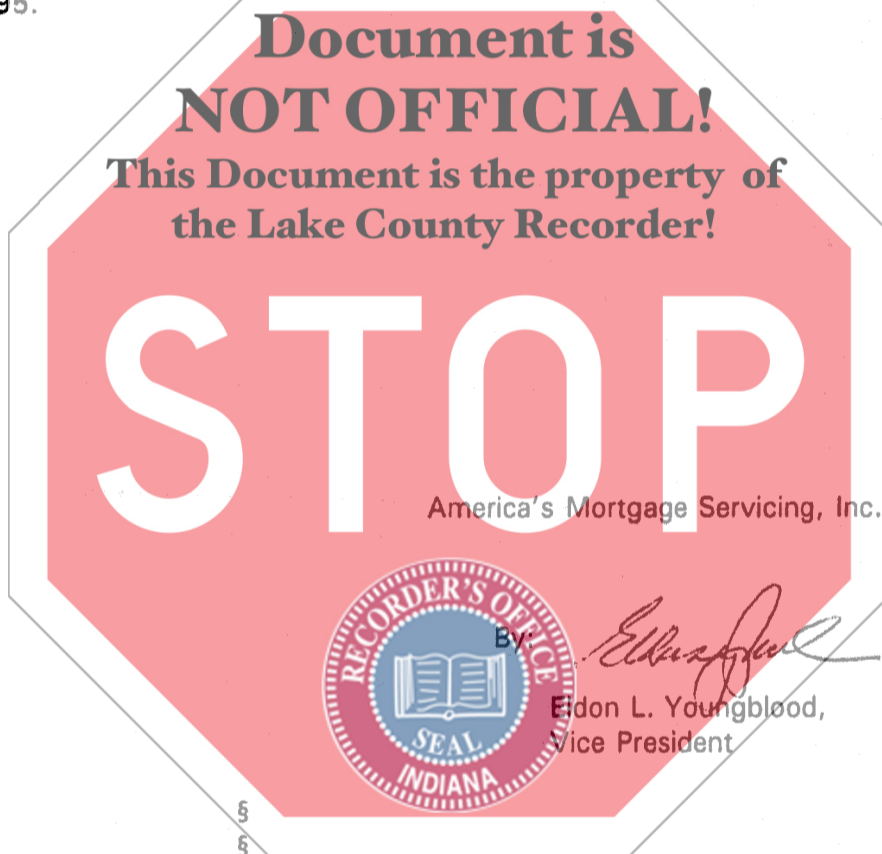 95.
Document is
NOT OFFICIAL!
This Document is the property of
the Lake County Recorder!
STOP
America's Mortgage Servicing, Inc.
RECORDER'S OFFICE
By:
Eldon L. Youngblood,
Vice President
SEAL
INDIANA
§
§